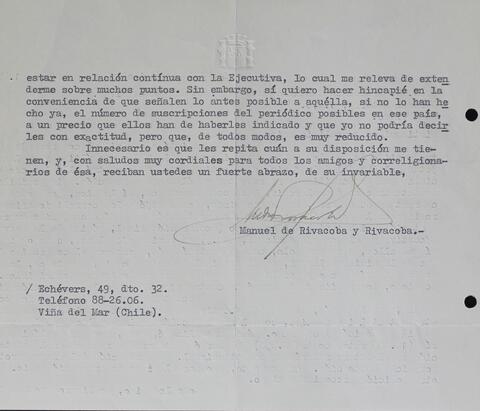 estar en relación contínua con la Ejecutiva, lo cual me releva de exten
derme sobre muchos puntos. Sin embargo, sí quiero hacer hincapié en la
conveniencia de que señalen lo antes posible a aquélla, si no lo han he
cho ya, el número de suscripciones del periódico posibles en ese país,
a un precio que ellos han de haberles indicado y que yo no podría decir
les con exactitud, pero que, de todos modos, es muy reducido.
Innecesario es que les repita cuán a su disposición me tie-
nen, y, con saludos muy cordiales para todos los amigos y correligiona-
rios de ésa, reciban ustedes un fuerte abrazo, de su invariable,
Manuel de Rivacoba y Rivacoba.-
/ Echévers, 49, dto. 32.
Teléfono 88-26.06.
Viña del Mar (Chile).